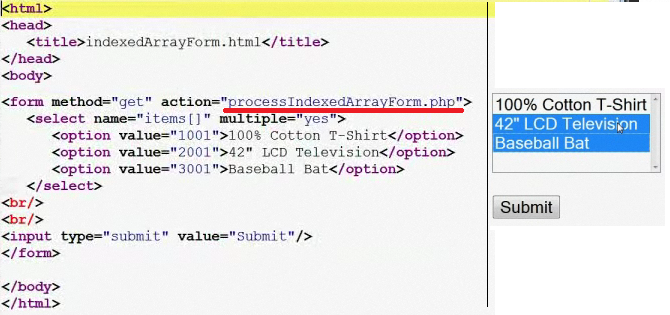 <html>
<head>
<title>indexedArrayForm.html</title>
</head>
<body>
<form method="get" action="processIndexedArrayForm.php">
<select name="items[]" multiple="yes">
<option value="1001">100% Cotton T-Shirt</option>
<option value="2001">42" LCD Television</option>
<option value="3001">Baseball Bat</option>
</select>
<br/>
<br/>
<input type="submit" value="Submit"/>
</form>
</body>
</html>
100% Cotton T-Shirt
42" LCD Television
Baseball Bat
Submit